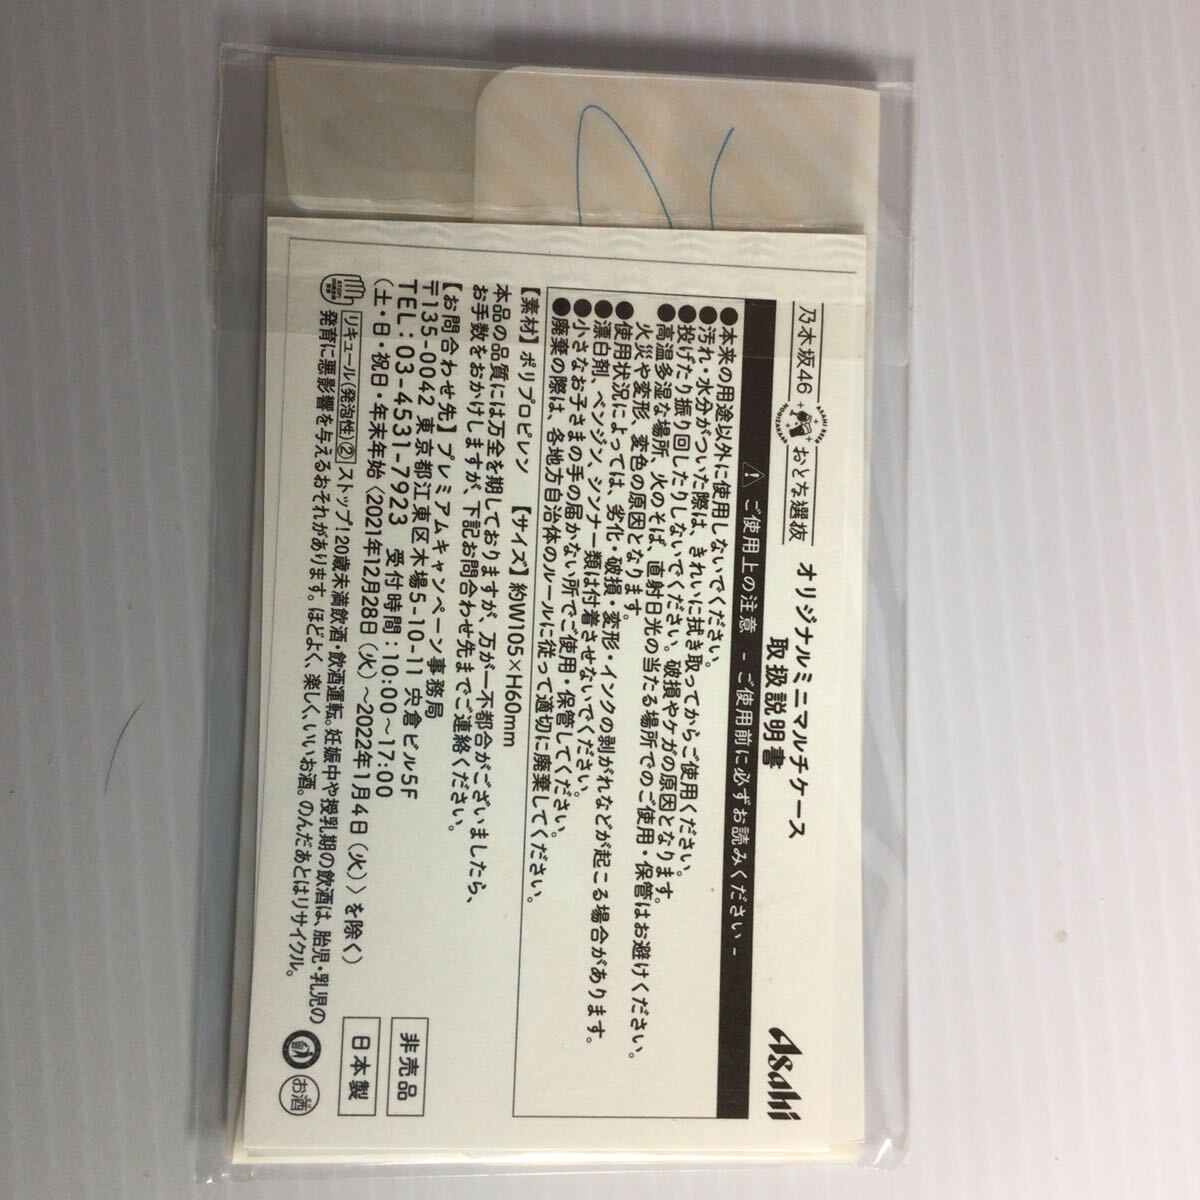 乃木坂46 おとな選抜 オリジナルミニマルチケース
取扱説明書
Asahi
ご使用上の注意 - ご使用前に必ずお読みください -
●本来の用途以外に使用しないでください。
●汚れ・水分がついた際は、きれいに拭き取ってからご使用ください。
●投げたり振り回したりしないでください。破損やケガの原因となります。
●高温多湿な場所、火のそば、直射日光の当たる場所でのご使用・保管はお避けください。
火災や変形、変色の原因となります。
●使用状況によっては、劣化・破損・変形・インクの剥がれなどが起こる場合があります。
●漂白剤、ベンジン、シンナー類は付着させないでください。
●小さなお子さまの手の届かない所でご使用・保管してください。
●廃棄の際は、各地方自治体のルールに従って適切に廃棄してください。
【素材】ポリプロピレン 【サイズ】約W105×H60mm
本品の品質には万全を期しておりますが、万が一不都合がございましたら、
お手数をおかけしますが、下記お問合わせ先までご連絡ください。
【お問合わせ先】プレミアムキャンペーン事務局
〒135-0042 東京都江東区木場5-10-11 宍倉ビル5F
TEL:03-4531-7923 受付時間:10:00~17:00
(土・日・祝日・年末年始〈2021年12月28日(火)~2022年1月4日(火)〉を除く)
リキュール(発泡性)② ストップ!20歳未満飲酒・飲酒運転。妊娠中や授乳期の飲酒は、胎児・乳児の
発育に悪影響を与えるおそれがあります。ほどよく、楽しく、いいお酒。のんだあとはリサイクル。
非売品
日本製
お酒